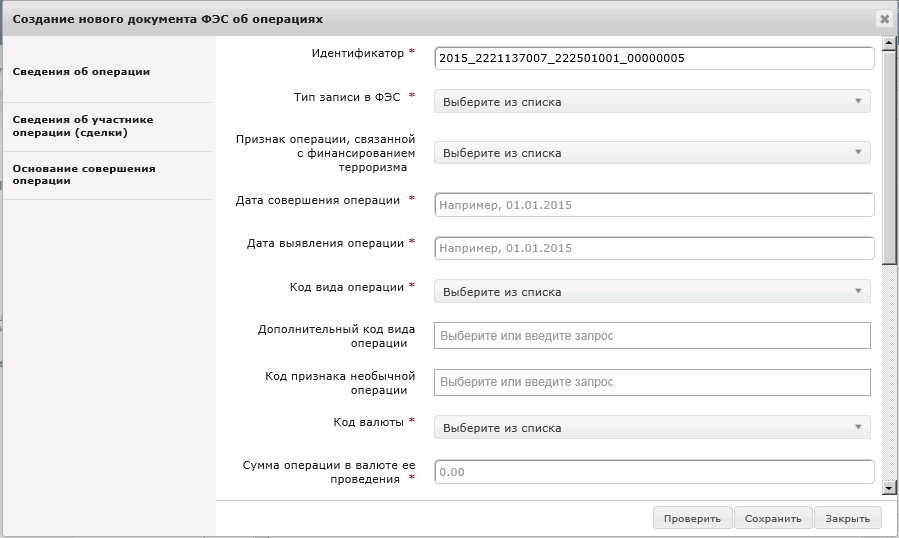 Создание нового документа ФЭС об операциях
Сведения об операции
Сведения об участнике
операции (сделки)
Основание совершения
операции
Идентификатор *
2015_2221137007_222501001_00000005
Тип записи в ФЭС *
Выберите из списка
Признак операции, связанной
с финансированием
терроризма
Выберите из списка
Дата совершения операции *
Например, 01.01.2015
Дата выявления операции *
Например, 01.01.2015
Код вида операции *
Выберите из списка
Дополнительный код вида
операции
Выберите или введите запрос
Код признака необычной
операции
Выберите или введите запрос
Код валюты *
Выберите из списка
Сумма операции в валюте ее
проведения *
0.00
Проверить
Сохранить
Закрыть